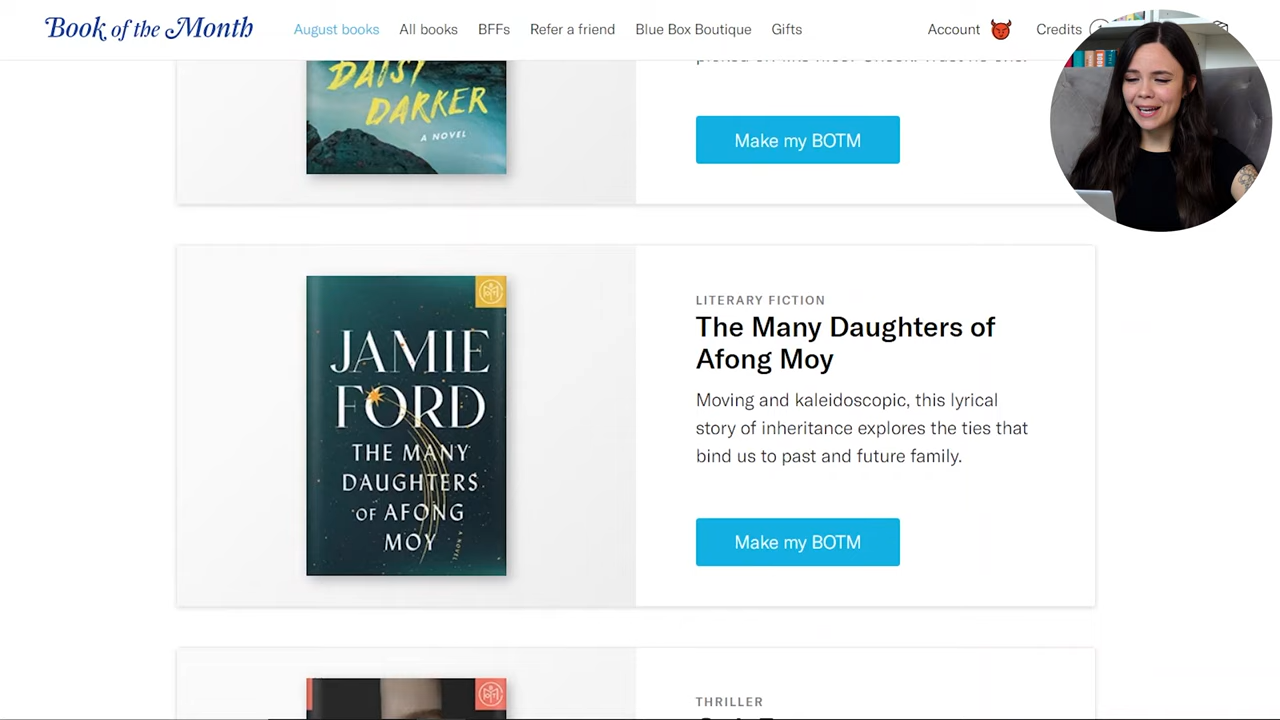 Book of the Month
August books
All books
BFFs
Refer a friend
Blue Box Boutique
Gifts
Account
Credits
DAISY
DARKER
A NOVEL
Make my BOTM
JAMIE
FORD
THE MANY
DAUGHTERS
OF AFONG
MOY
A NOVEL
LITERARY FICTION
The Many Daughters of
Afong Moy
Moving and kaleidoscopic, this lyrical
story of inheritance explores the ties that
bind us to past and future family.
Make my BOTM
THRILLER